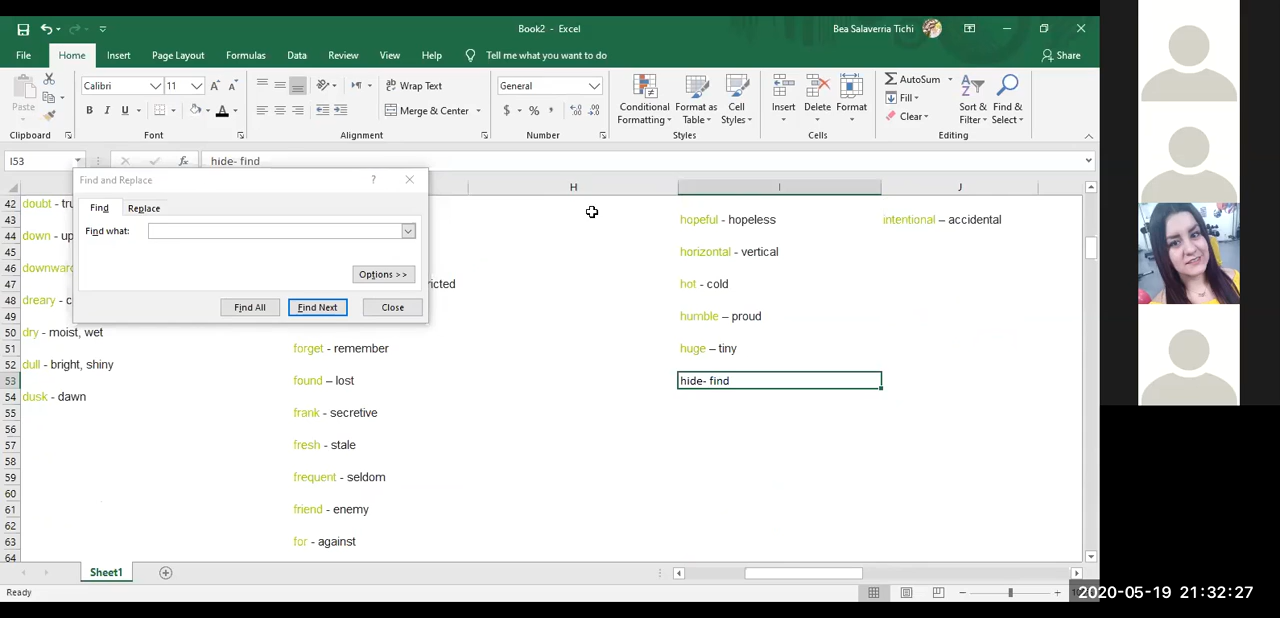 Book2 - Excel
Bea Salaverria Tichi
File Home Insert Page Layout Formulas Data Review View Help Tell me what you want to do Share
Paste
Calibri 11
B I U
Wrap Text
Merge & Center
General
$ % ,
Conditional Formatting
Format as Table
Cell Styles
Insert
Delete
Format
AutoSum
Fill
Clear
Sort & Filter
Find & Select
Clipboard Font Alignment Number Styles Cells Editing
I53 fx hide- find
Find and Replace ?
Find Replace
Find what:
Options >>
Find All Find Next Close
H I J
42 doubt
43 hopeful - hopeless intentional – accidental
44 down
45 horizontal - vertical
46
47 hot - cold
48 dreary
49 humble – proud
50 dry - moist, wet
51 forget - remember huge – tiny
52 dull - bright, shiny
53 found – lost hide- find
54 dusk - dawn
55 frank - secretive
56
57 fresh - stale
58
59 frequent - seldom
60
61 friend - enemy
62
63 for - against
64
Sheet1
Ready
2020-05-19 21:32:27